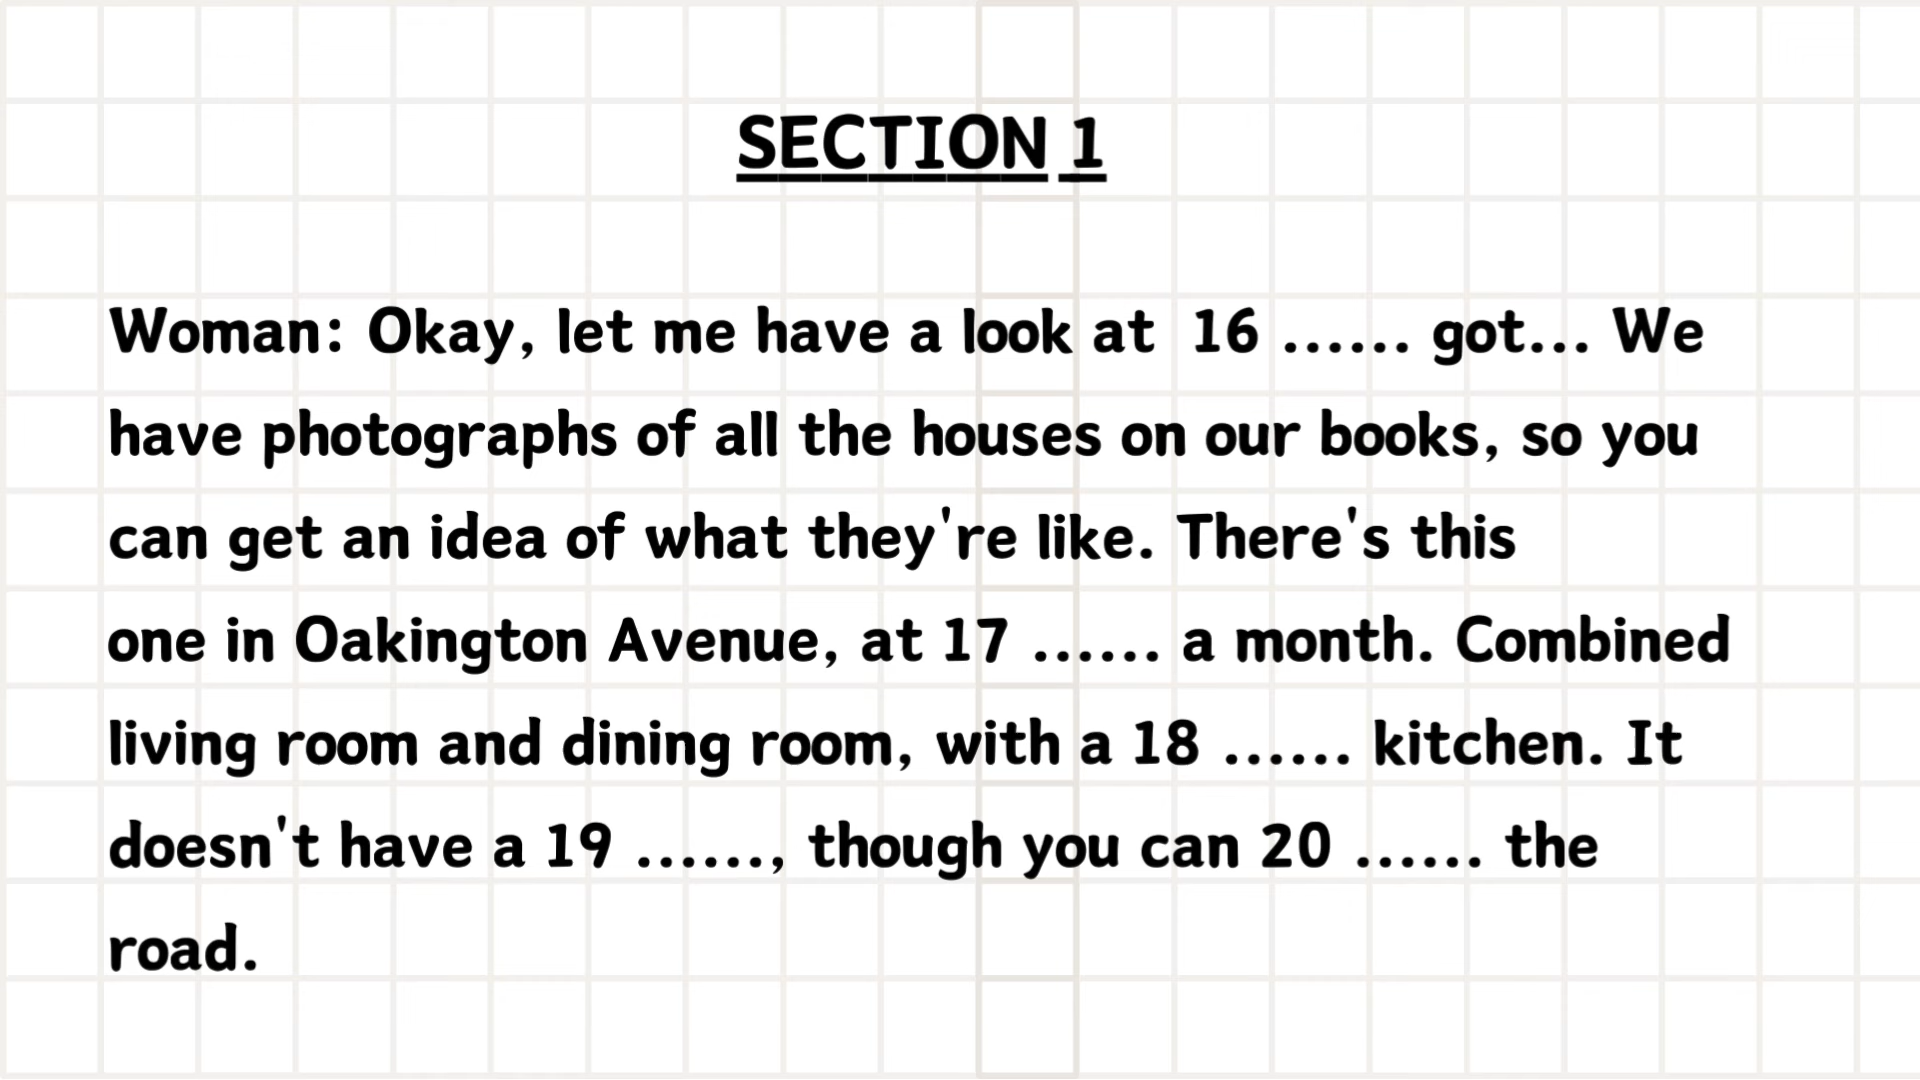 SECTION 1
Woman: Okay, let me have a look at 16 ...... got... We
have photographs of all the houses on our books, so you
can get an idea of what they're like. There's this
one in Oakington Avenue, at 17 ...... a month. Combined
living room and dining room, with a 18 ...... kitchen. It
doesn't have a 19 ......, though you can 20 ...... the
road.